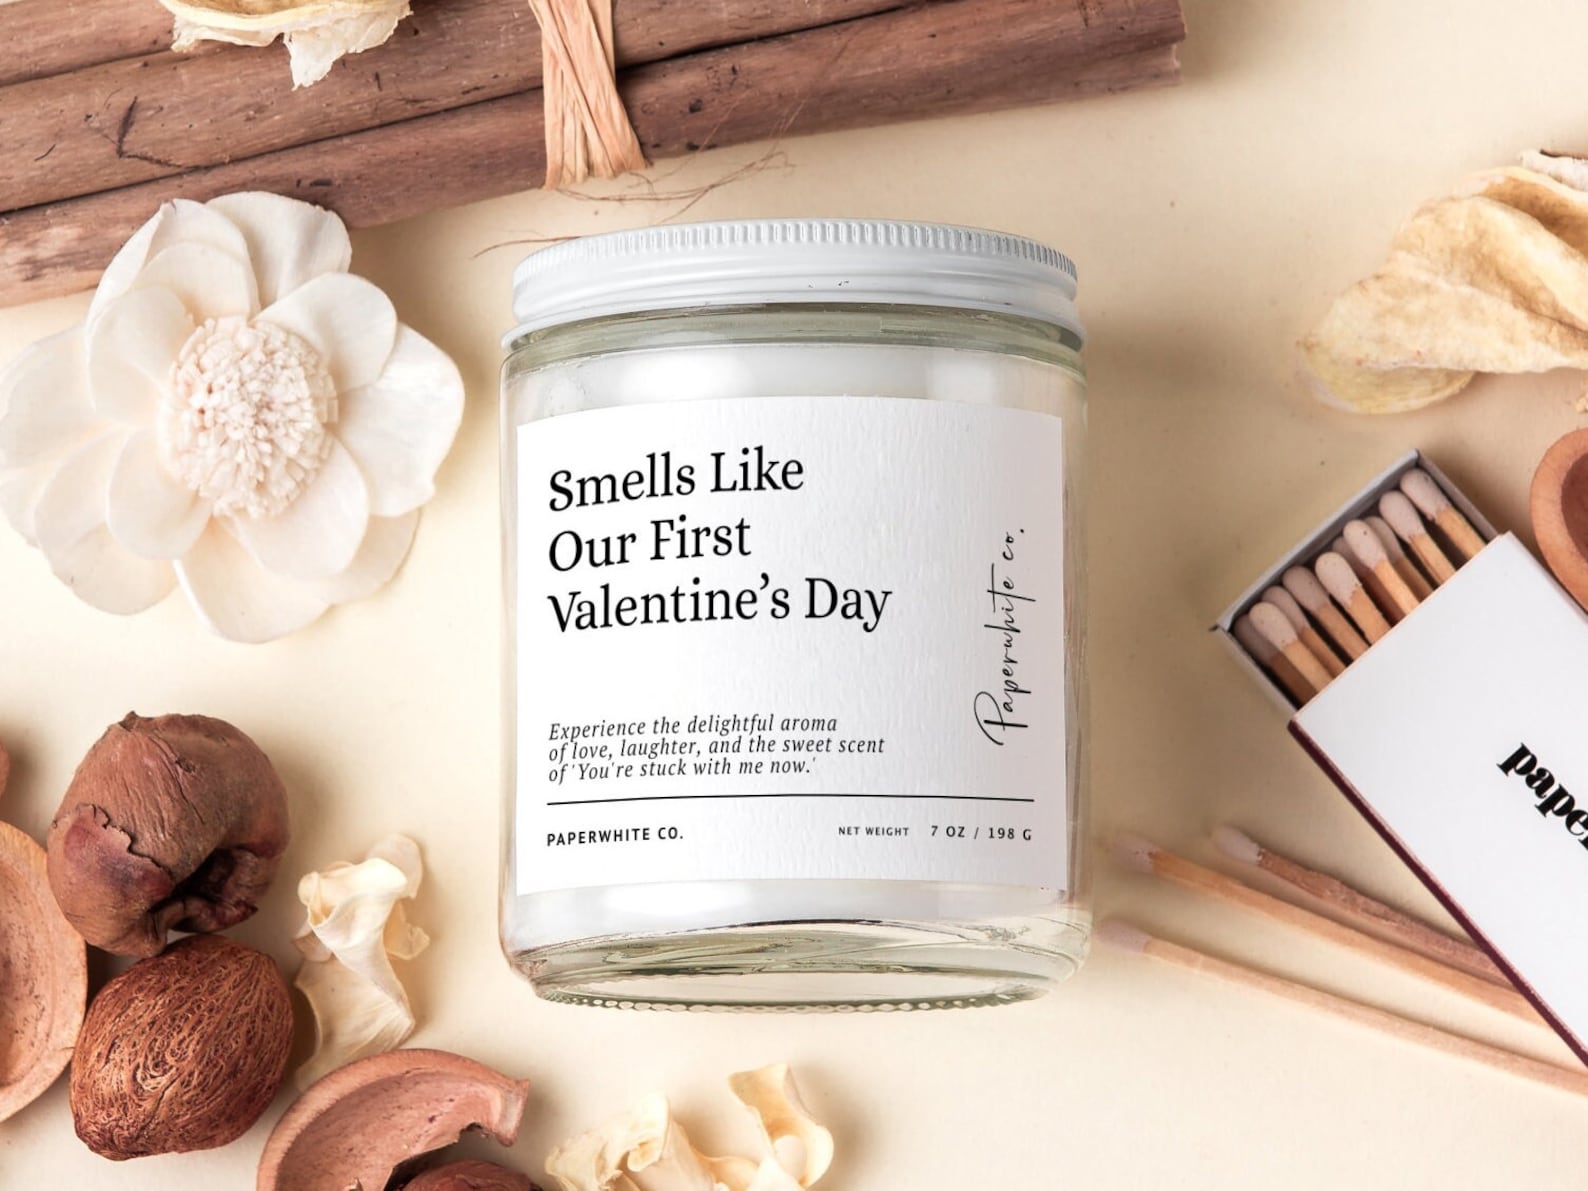 Smells Like
Our First
Valentine’s Day
Paperwhite co.
Experience the delightful aroma
of love, laughter, and the sweet scent
of 'You're stuck with me now.'
PAPERWHITE CO.
NET WEIGHT 7 OZ / 198 G